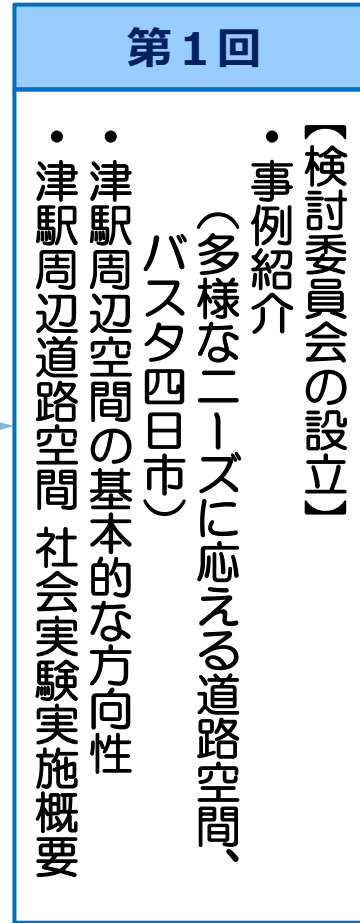 第1回
【検討委員会の設立】
・事例紹介
（多様なニーズに応える道路空間、
バスタ四日市）
・津駅周辺空間の基本的な方向性
・津駅周辺道路空間 社会実験実施概要